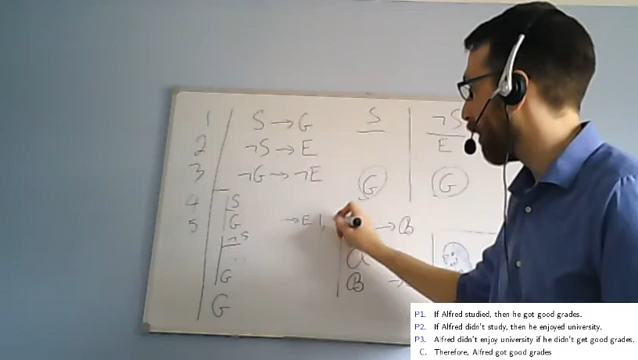 1 S → G
2 ¬S → E
3 ¬G → ¬E
4 S
5 G → E 1,
¬S
..
G
G
S
G
¬S
E
G
→ B
a
B →
P1. If Alfred studied, then he got good grades.
P2. If Alfred didn't study, then he enjoyed university.
P3. Alfred didn't enjoy university if he didn't get good grades.
C. Therefore, Alfred got good grades